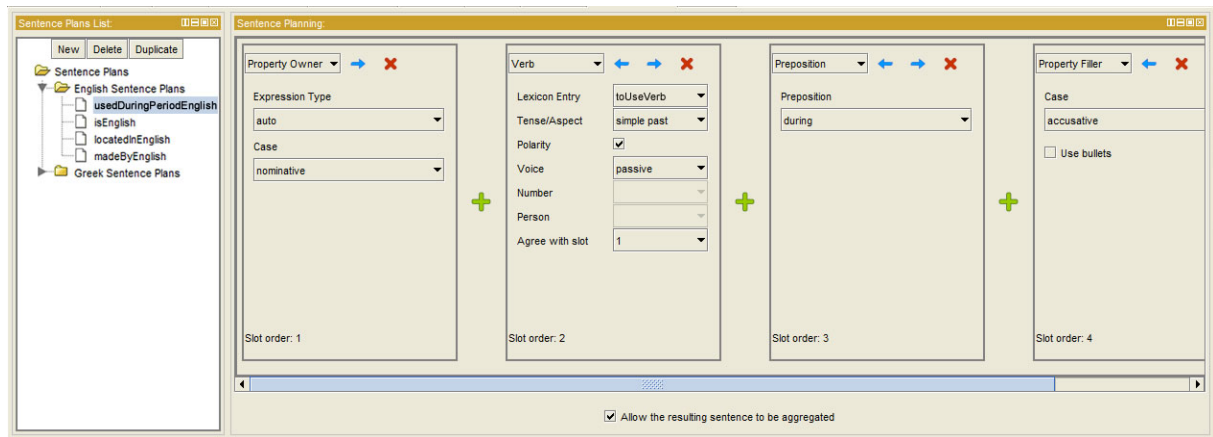 Sentence Plans List:
New Delete Duplicate
Sentence Plans
English Sentence Plans
usedDuringPeriodEnglish
isEnglish
locatedInEnglish
madeByEnglish
Greek Sentence Plans
Sentence Planning:
Property Owner
Expression Type
auto
Case
nominative
Slot order: 1
Verb
Lexicon Entry toUseVerb
Tense/Aspect simple past
Polarity
Voice passive
Number
Person
Agree with slot 1
Slot order: 2
Preposition
Preposition
during
Slot order: 3
Property Filler
Case
accusative
Use bullets
Slot order: 4
Allow the resulting sentence to be aggregated